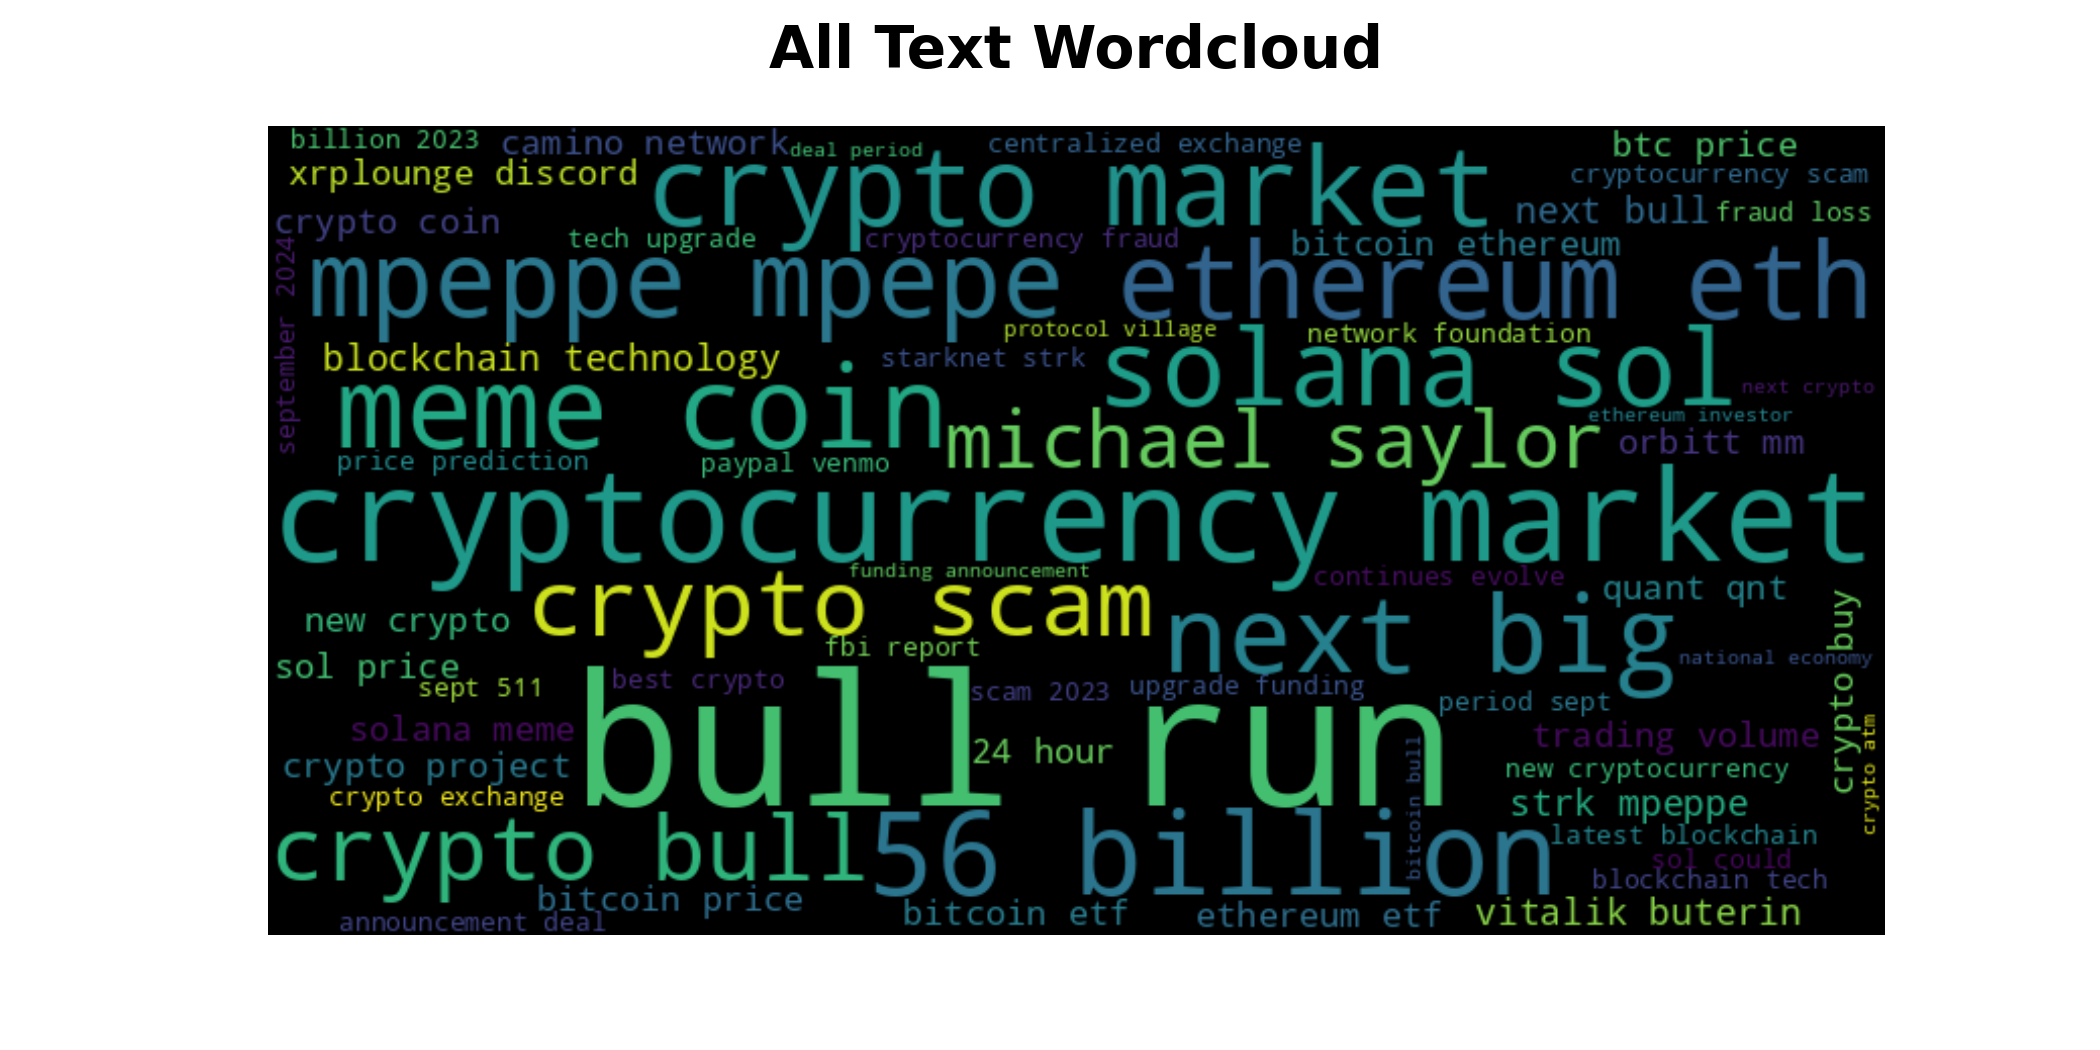 All Text Wordcloud
billion 2023
camino network
deal period
centralized exchange
btc price
xrplounge discord
crypto market
cryptocurrency scam
crypto coin
next bull
fraud loss
tech upgrade
cryptocurrency fraud
bitcoin ethereum
september 2024
mpeppe mpepe
ethereum eth
protocol village
network foundation
blockchain technology
starknet strk
solana sol
next crypto
meme coin
michael saylor
ethereum investor
orbitt mm
price prediction
paypal venmo
cryptocurrency market
funding announcement
continues evolve
quant qnt
new crypto
crypto scam
next big
crypto buy
fbi report
sol price
national economy
sept 511
best crypto
scam 2023
upgrade funding
period sept
bull run
solana meme
24 hour
trading volume
crypto project
bitcoin bull
new cryptocurrency
crypto atm
crypto exchange
strk mpeppe
crypto bull
56 billion
latest blockchain
sol could
blockchain tech
bitcoin price
announcement deal
bitcoin etf
ethereum etf
vitalik buterin